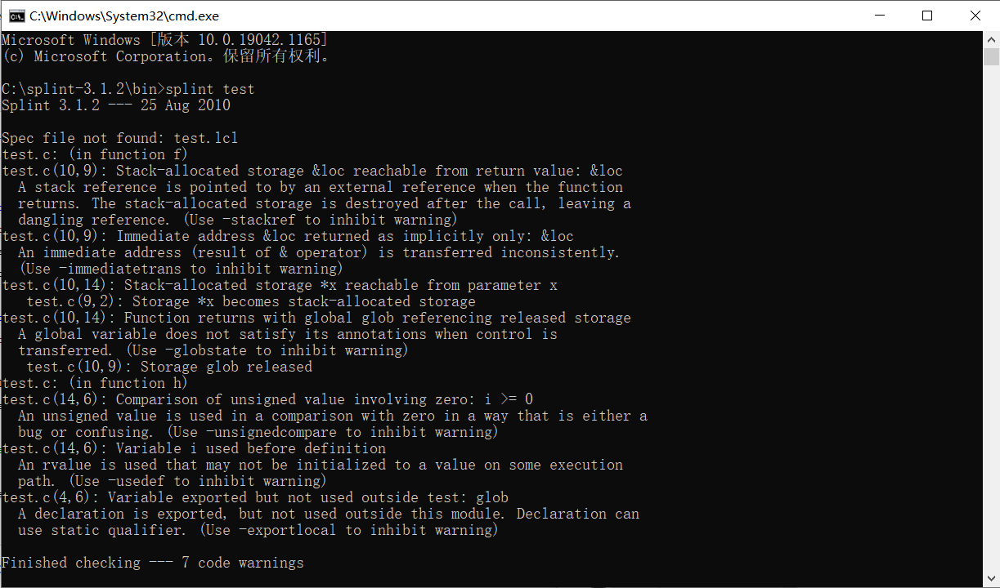 C:\Windows\System32\cmd.exe
Microsoft Windows [版本 10.0.19042.1165]
(c) Microsoft Corporation。保留所有权利。
C:\splint-3.1.2\bin>splint test
Splint 3.1.2 --- 25 Aug 2010
Spec file not found: test.lcl
test.c: (in function f)
test.c(10,9): Stack-allocated storage &loc reachable from return value: &loc
  A stack reference is pointed to by an external reference when the function
  returns. The stack-allocated storage is destroyed after the call, leaving a
  dangling reference. (Use -stackref to inhibit warning)
test.c(10,9): Immediate address &loc returned as implicitly only: &loc
  An immediate address (result of & operator) is transferred inconsistently.
  (Use -immediatetrans to inhibit warning)
test.c(10,14): Stack-allocated storage *x reachable from parameter x
   test.c(9,2): Storage *x becomes stack-allocated storage
test.c(10,14): Function returns with global glob referencing released storage
  A global variable does not satisfy its annotations when control is
  transferred. (Use -globstate to inhibit warning)
   test.c(10,9): Storage glob released
test.c: (in function h)
test.c(14,6): Comparison of unsigned value involving zero: i >= 0
  An unsigned value is used in a comparison with zero in a way that is either a
  bug or confusing. (Use -unsignedcompare to inhibit warning)
test.c(14,6): Variable i used before definition
  An rvalue is used that may not be initialized to a value on some execution
  path. (Use -usedef to inhibit warning)
test.c(4,6): Variable exported but not used outside test: glob
  A declaration is exported, but not used outside this module. Declaration can
  use static qualifier. (Use -exportlocal to inhibit warning)
Finished checking --- 7 code warnings